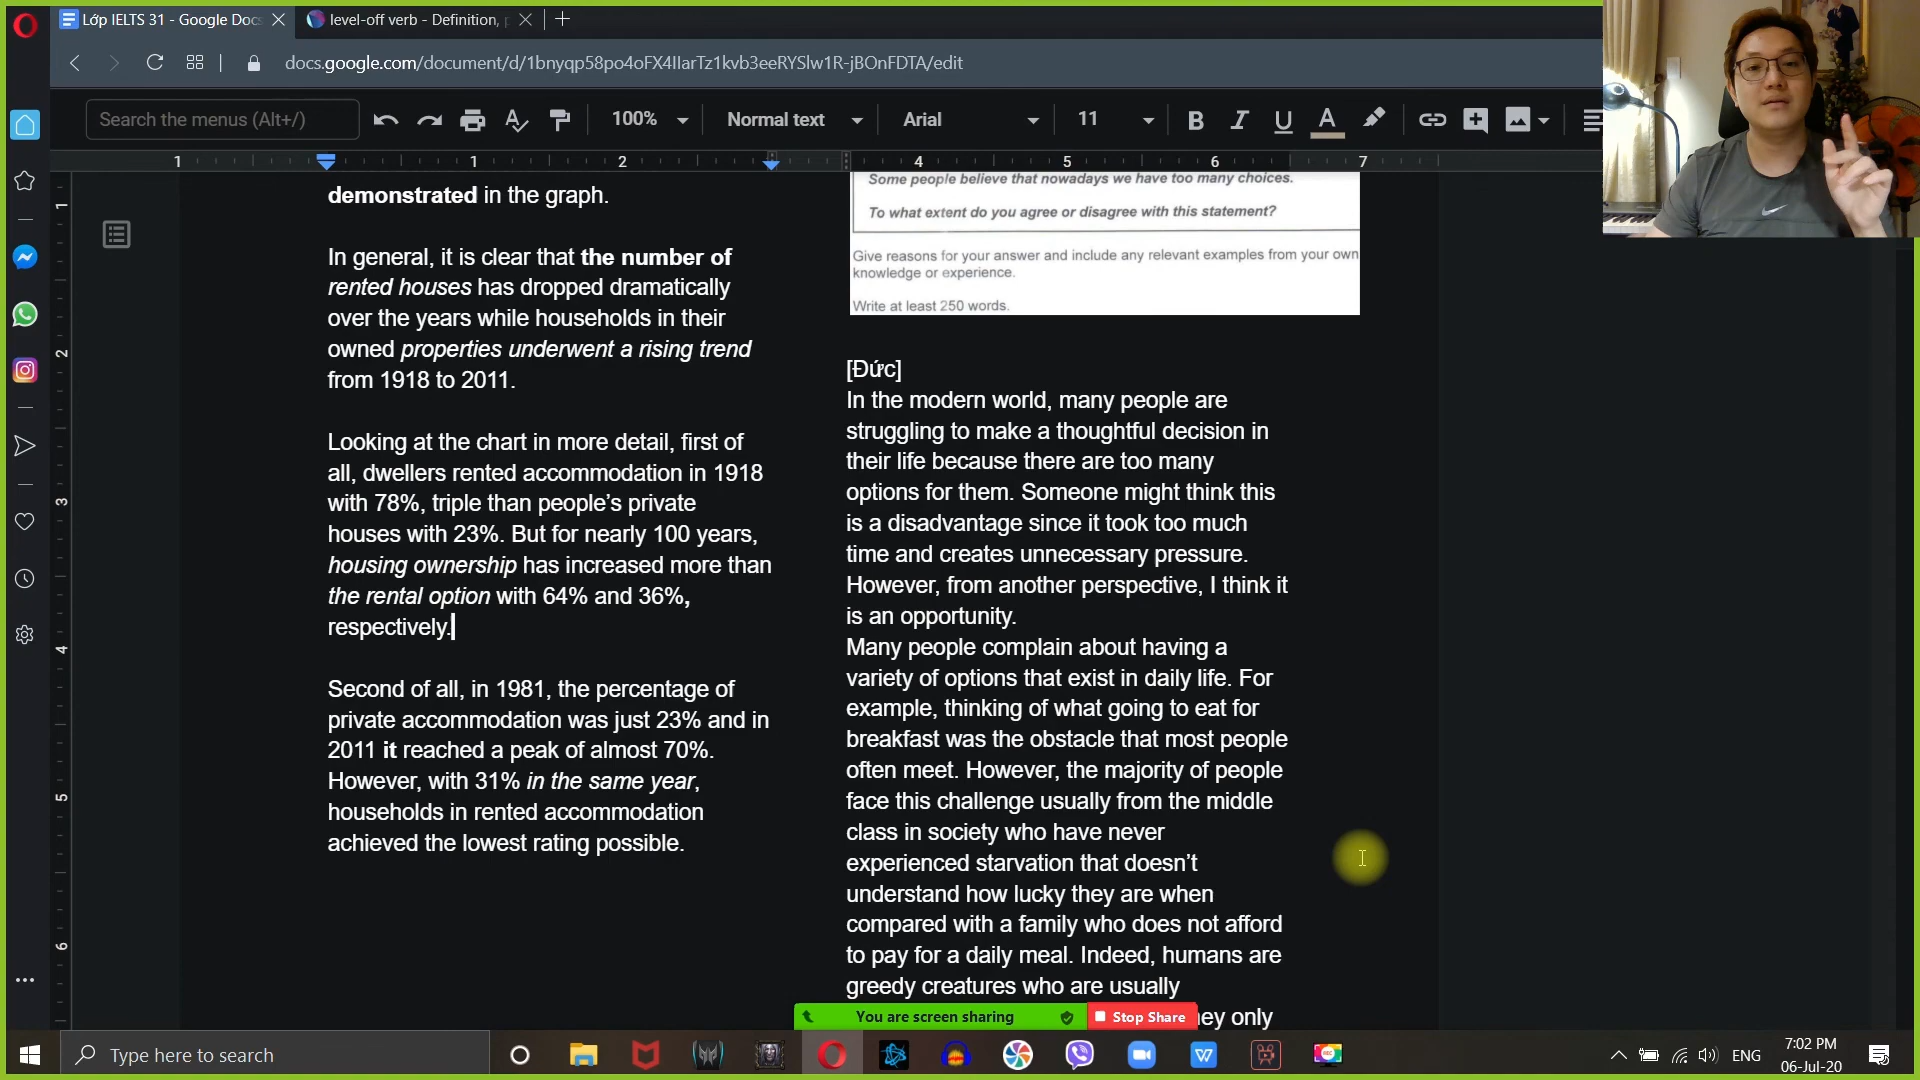 Lớp IELTS 31 - Google Docs
level-off verb - Definition,
docs.google.com/document/d/1bnyqp58po4oFX4IIarTz1kvb3eeRYSlw1R-jBOnFDTA/edit
Search the menus (Alt+/)
100%
Normal text
Arial
11
B I U A
1 1 2 4 5 6 7
demonstrated in the graph.
In general, it is clear that the number of
rented houses has dropped dramatically
over the years while households in their
owned properties underwent a rising trend
from 1918 to 2011.
Looking at the chart in more detail, first of
all, dwellers rented accommodation in 1918
with 78%, triple than people’s private
houses with 23%. But for nearly 100 years,
housing ownership has increased more than
the rental option with 64% and 36%,
respectively.
Second of all, in 1981, the percentage of
private accommodation was just 23% and in
2011 it reached a peak of almost 70%.
However, with 31% in the same year,
households in rented accommodation
achieved the lowest rating possible.
Some people believe that nowadays we have too many choices.
To what extent do you agree or disagree with this statement?
Give reasons for your answer and include any relevant examples from your own
knowledge or experience.
Write at least 250 words.
[Đức]
In the modern world, many people are
struggling to make a thoughtful decision in
their life because there are too many
options for them. Someone might think this
is a disadvantage since it took too much
time and creates unnecessary pressure.
However, from another perspective, I think it
is an opportunity.
Many people complain about having a
variety of options that exist in daily life. For
example, thinking of what going to eat for
breakfast was the obstacle that most people
often meet. However, the majority of people
face this challenge usually from the middle
class in society who have never
experienced starvation that doesn’t
understand how lucky they are when
compared with a family who does not afford
to pay for a daily meal. Indeed, humans are
greedy creatures who are usually
ey only
You are screen sharing
Stop Share
1
2
3
4
5
6
Type here to search
ENG
7:02 PM
06-Jul-20